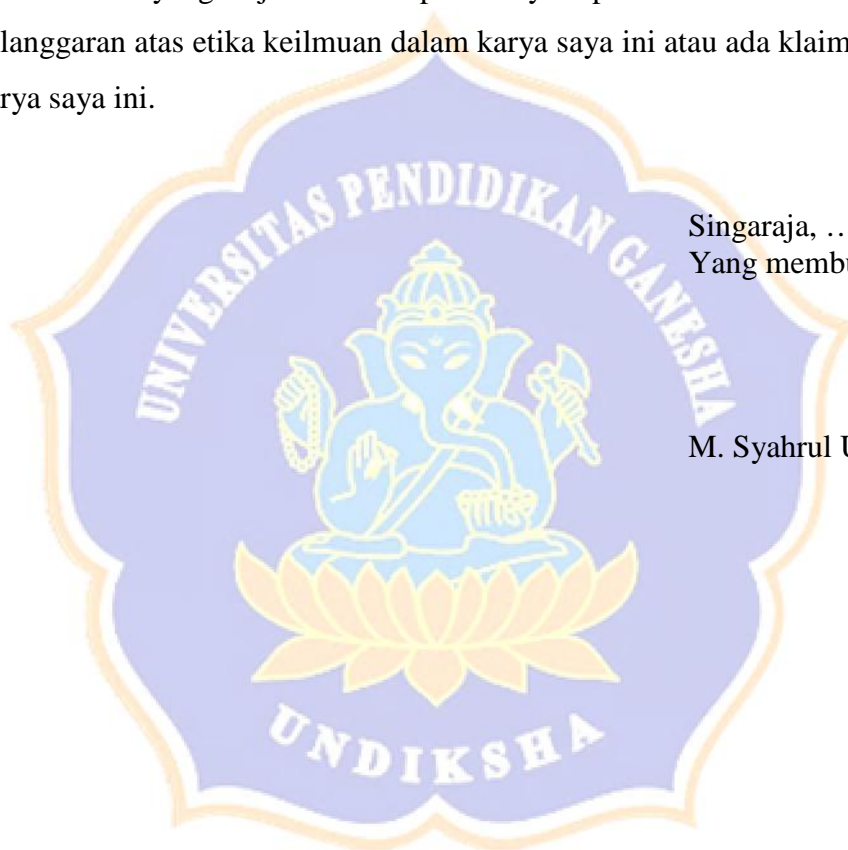 langgaran atas etika keilmuan dalam karya saya ini atau ada klaim
rya saya ini.
UNIVERSITAS PENDIDIKAN GANESHA
Singaraja, …
Yang memb
M. Syahrul
UNDIKSHA